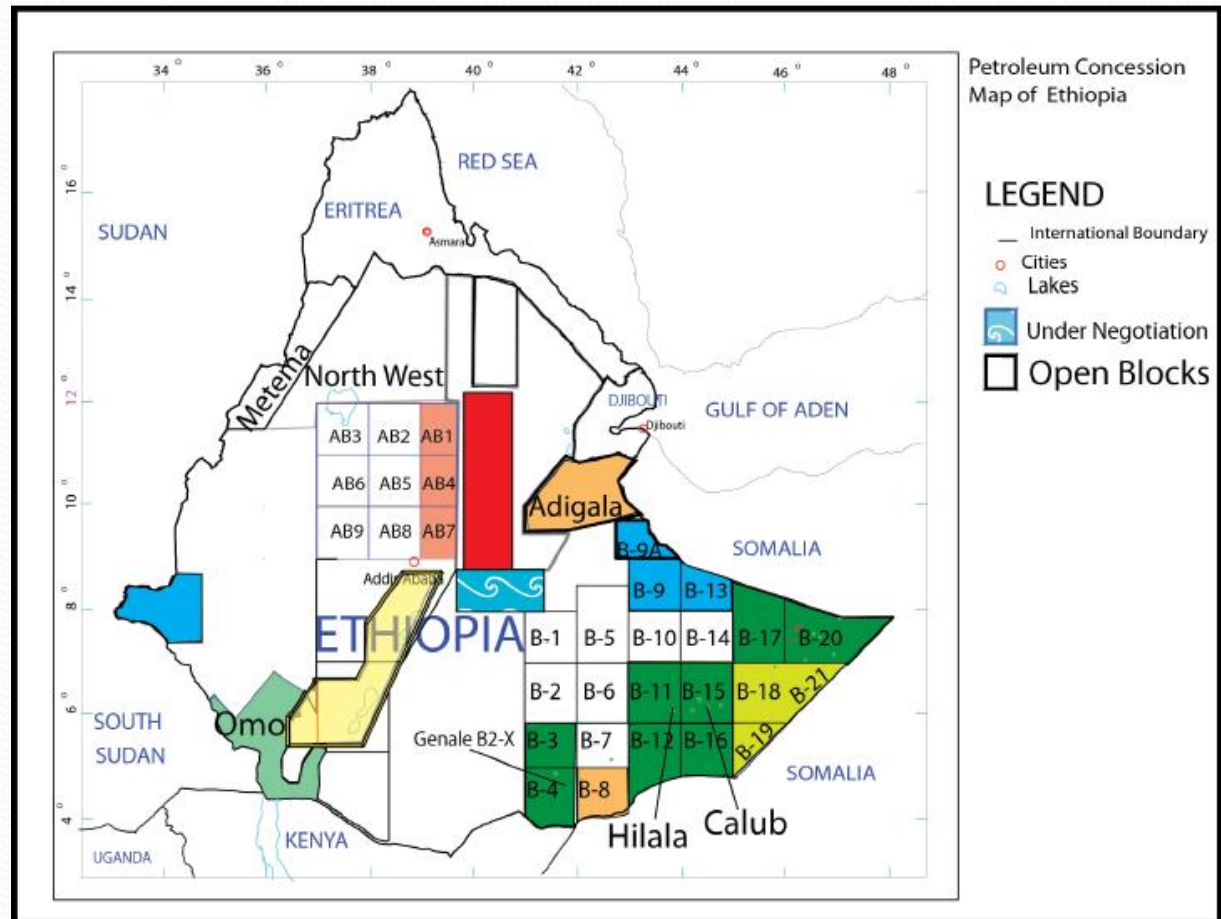 Petroleum Concession
Map of Ethiopia
LEGEND
International Boundary
Cities
Lakes
Under Negotiation
Open Blocks
34 °
36 °
38 °
40 °
42 °
44 °
46 °
48 °
16 °
14 °
12 °
10 °
8 °
6 °
4 °
RED SEA
SUDAN
ERITREA
Asmara
Metema
North West
DJIBOUTI
Djibouti
GULF OF ADEN
AB3 AB2 AB1
AB6 AB5 AB4
AB9 AB8 AB7
Adigala
Addis Ababa
ETHIOPIA
SOMALIA
B-9A
B-9 B-13
B-1 B-5 B-10 B-14 B-17 B-20
B-2 B-6 B-11 B-15 B-18 B-21
B-3 B-7 B-12 B-16 B-19
B-4 B-8
Genale B2-X
Omo
SOUTH
SUDAN
SOMALIA
Hilala
Calub
KENYA
UGANDA